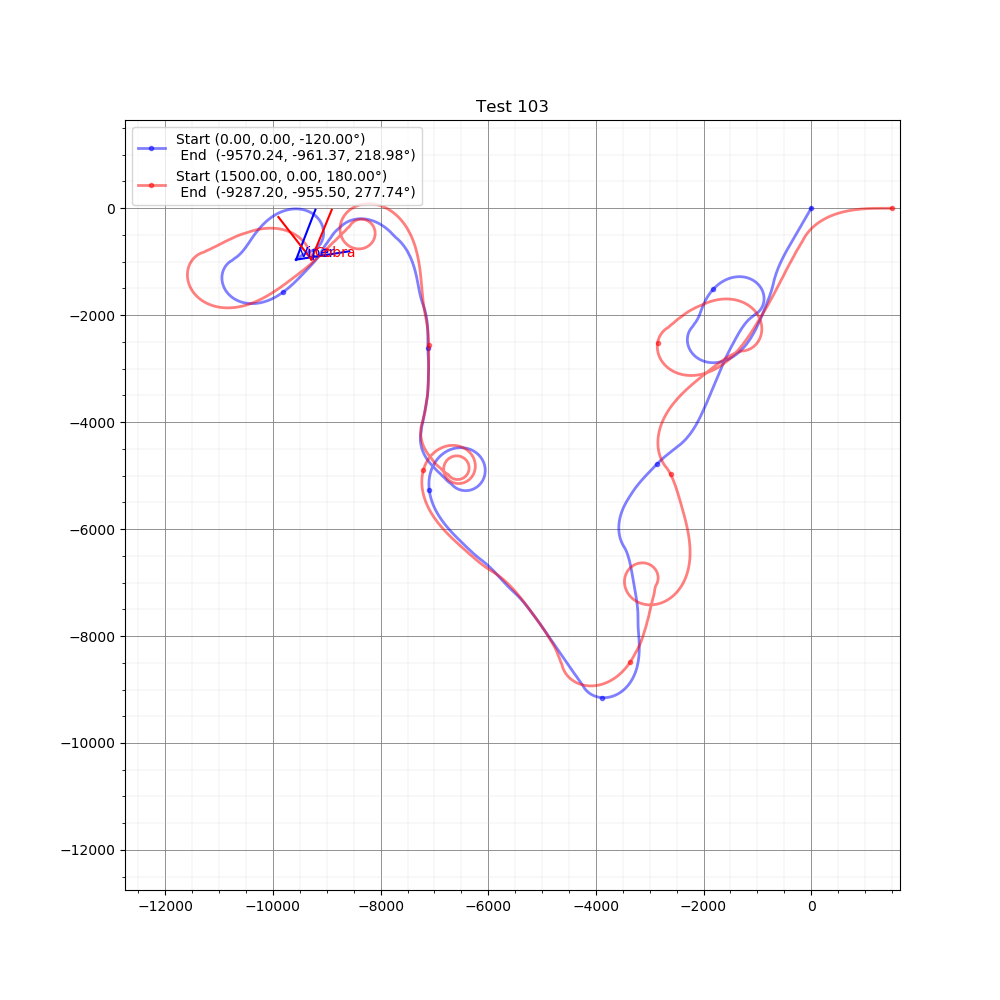 Test 103
Start (0.00, 0.00, -120.00°)
End (-9570.24, -961.37, 218.98°)
Start (1500.00, 0.00, 180.00°)
End (-9287.20, -955.50, 277.74°)
0
−2000
−4000
−6000
−8000
−10000
−12000
−12000 −10000 −8000 −6000 −4000 −2000 0